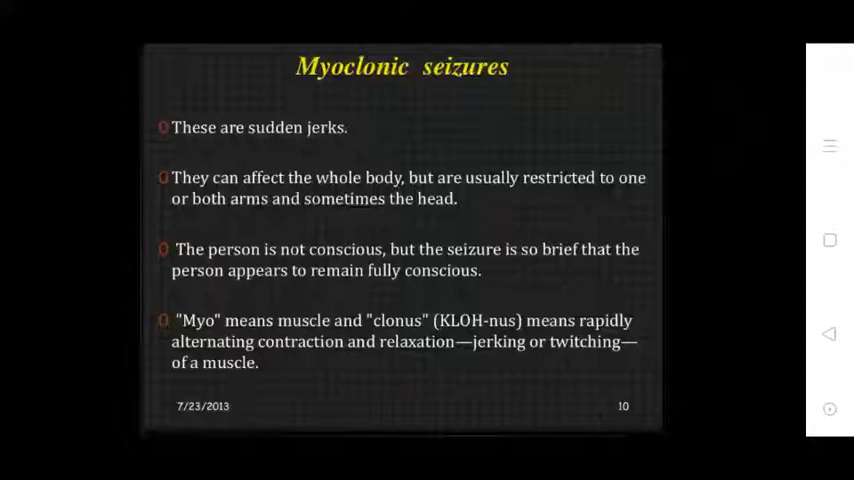 Myoclonic seizures
These are sudden jerks.
They can affect the whole body, but are usually restricted to one
or both arms and sometimes the head.
The person is not conscious, but the seizure is so brief that the
person appears to remain fully conscious.
"Myo" means muscle and "clonus" (KLOH-nus) means rapidly
alternating contraction and relaxation—jerking or twitching—
of a muscle.
7/23/2013
10